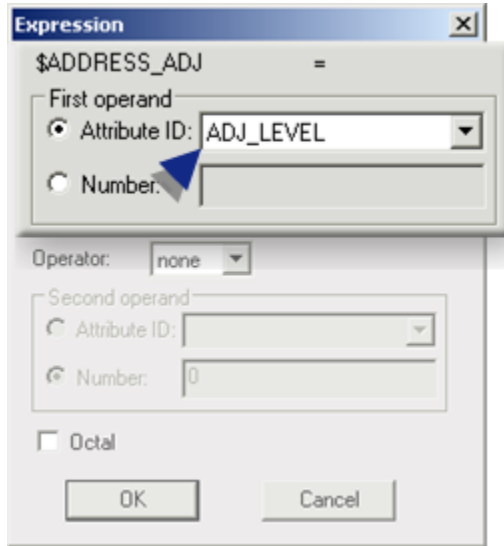 Expression
$ADDRESS_ADJ =
First operand
Attribute ID: ADJ_LEVEL
Number:
Operator: none
Second operand
Attribute ID:
Number: 0
Octal
OK Cancel